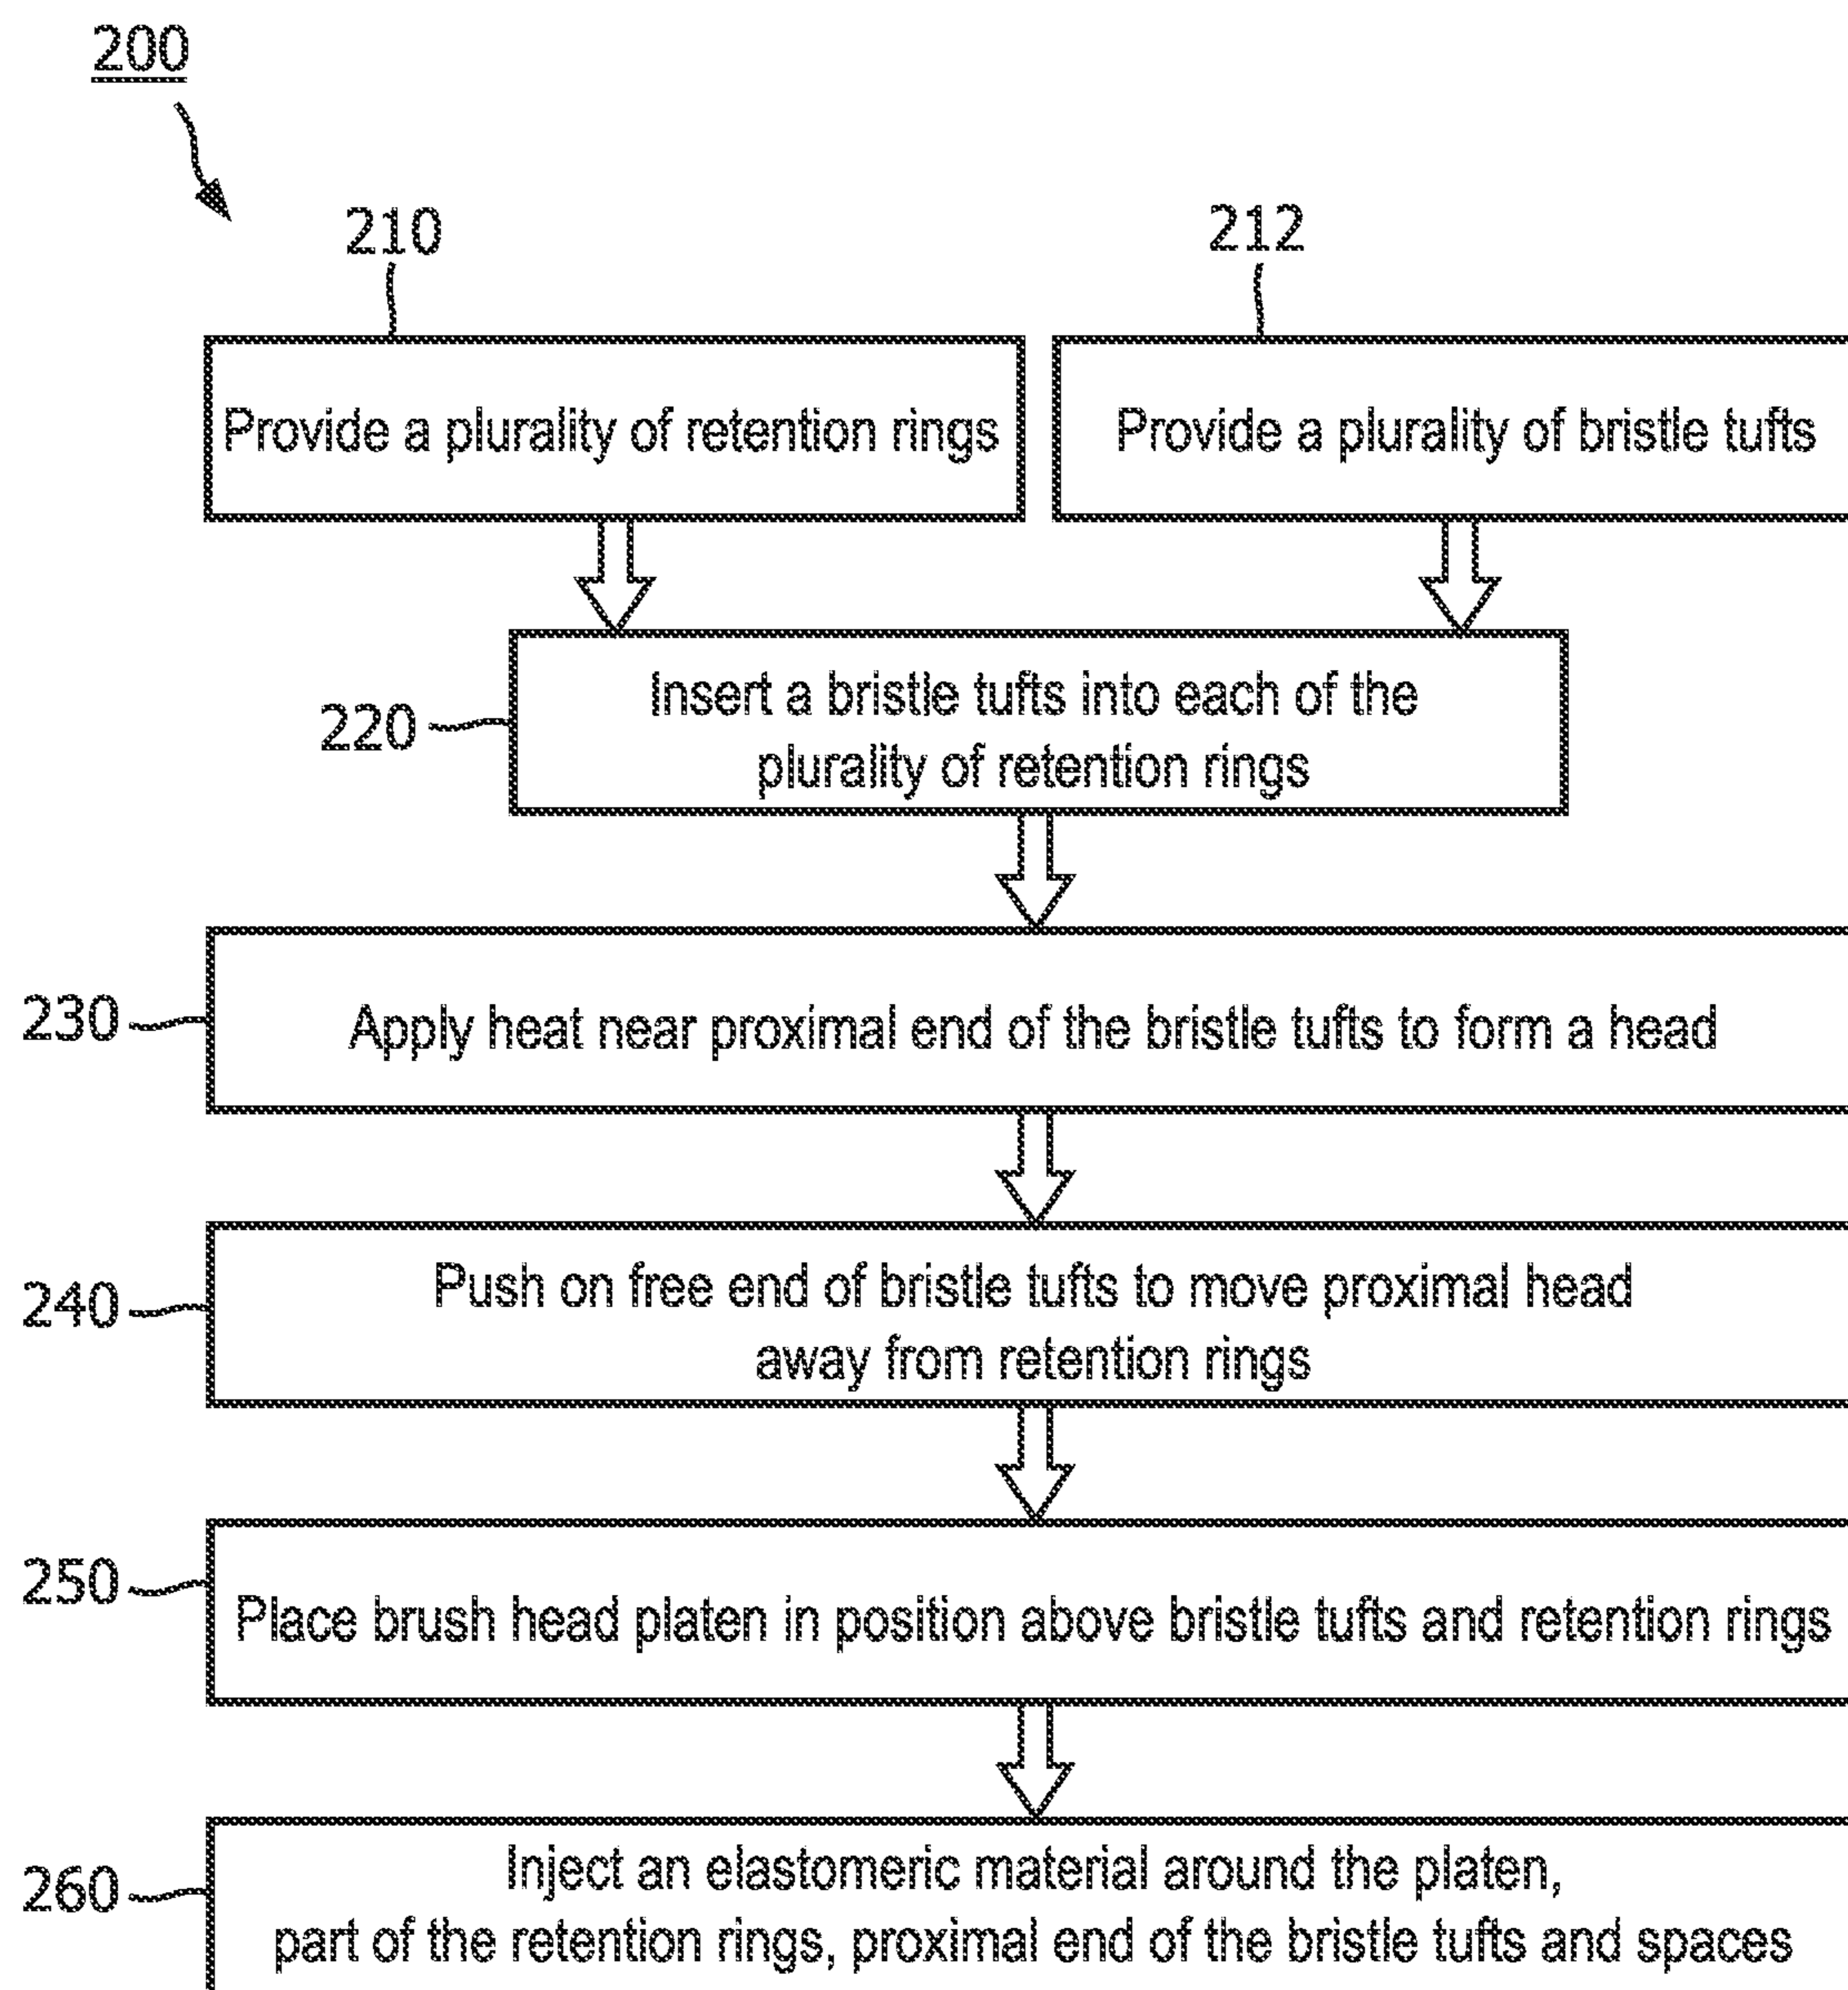 200
210
212
Provide a plurality of retention rings
Provide a plurality of bristle tufts
220
Insert a bristle tufts into each of the
plurality of retention rings
230
Apply heat near proximal end of the bristle tufts to form a head
240
Push on free end of bristle tufts to move proximal head
away from retention rings
250
Place brush head platen in position above bristle tufts and retention rings
260
Inject an elastomeric material around the platen,
part of the retention rings, proximal end of the bristle tufts and spaces